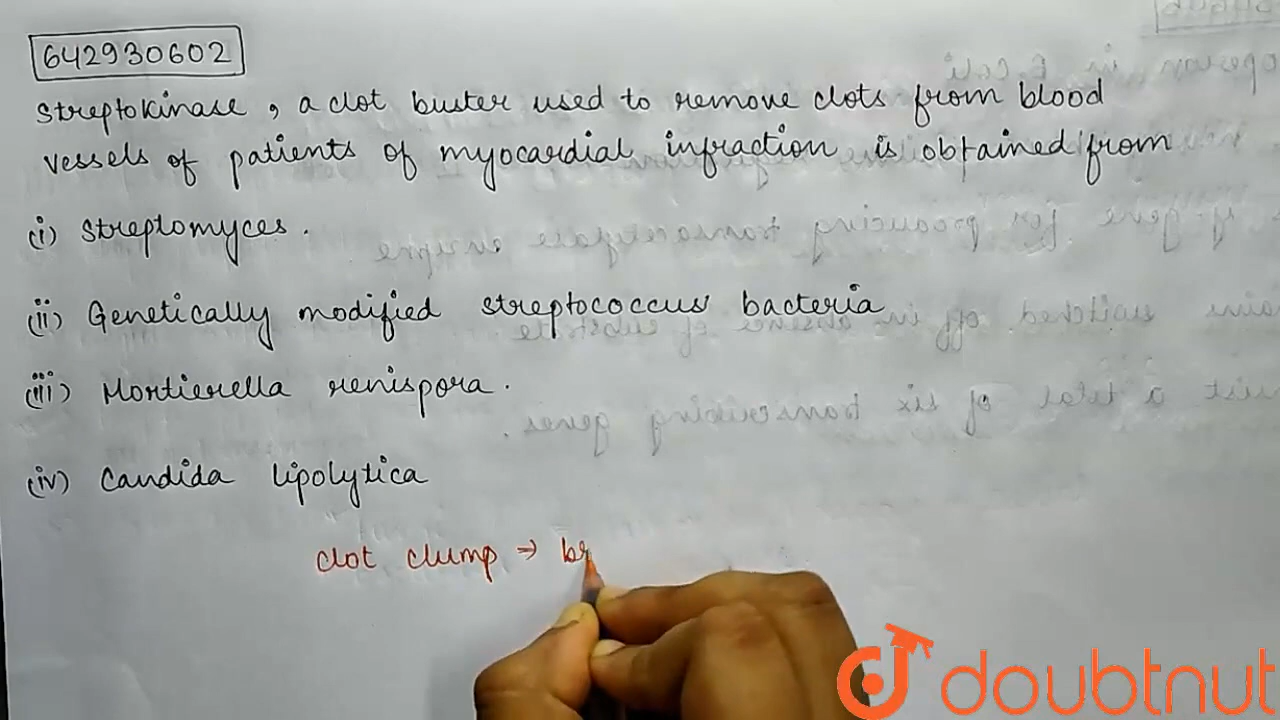 642930602
Streptokinase, a clot buster used to remove clots from blood
vessels of patients of myocardial infraction is obtained from
(i) Streptomyces.
(ii) Genetically modified streptococcus bacteria
(iii) Mortierella renispora.
(iv) Candida lipolytica
clot clump ⇒ br
doubtnut